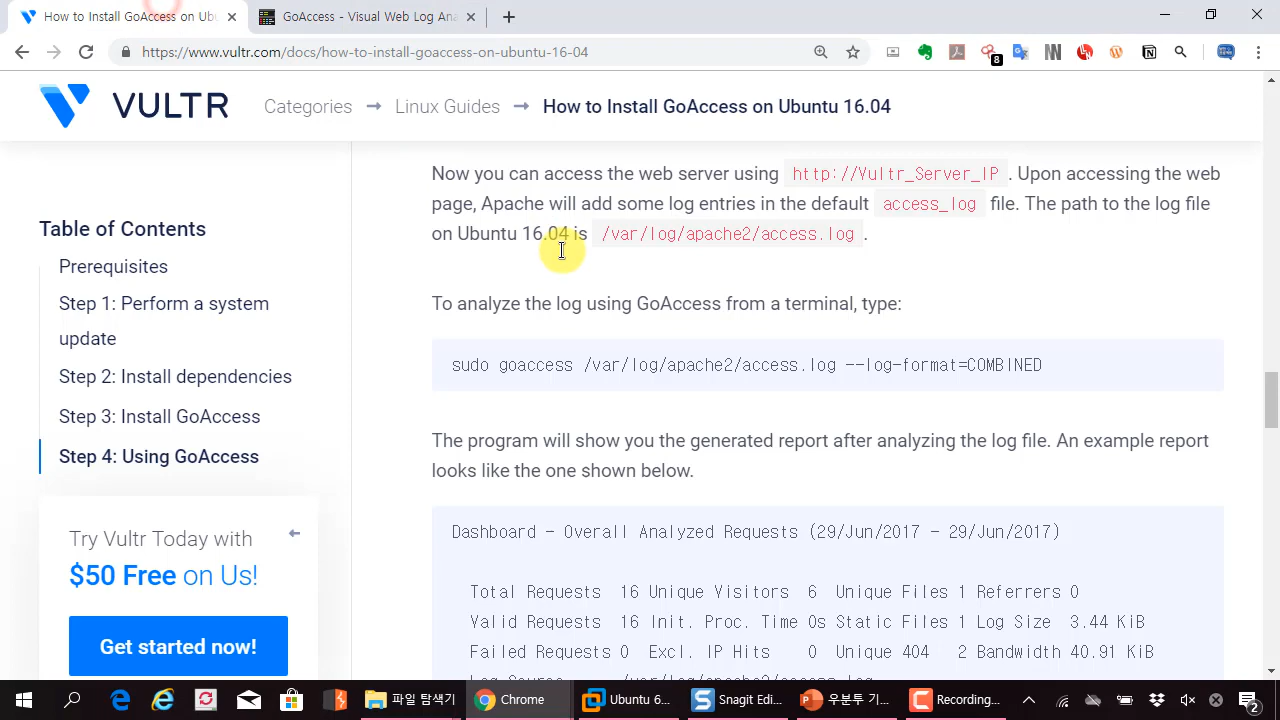 How to Install GoAccess on Ub
GoAccess - Visual Web Log Ana
https://www.vultr.com/docs/how-to-install-goaccess-on-ubuntu-16-04
8
VULTR
Categories → Linux Guides → How to Install GoAccess on Ubuntu 16.04
Table of Contents
Prerequisites
Step 1: Perform a system
update
Step 2: Install dependencies
Step 3: Install GoAccess
Step 4: Using GoAccess
Try Vultr Today with
$50 Free on Us!
Get started now!
Now you can access the web server using http://Vultr_Server_IP . Upon accessing the web
page, Apache will add some log entries in the default access_log file. The path to the log file
on Ubuntu 16.04 is /var/log/apache2/access.log .
To analyze the log using GoAccess from a terminal, type:
sudo goaccess /var/log/apache2/access.log --log-format=COMBINED
The program will show you the generated report after analyzing the log file. An example report
looks like the one shown below.
Dashboard - Overall Analyzed Requests (29/Jun/2017 - 29/Jun/2017)
Total Requests 16 Unique Visitors 6 Unique Files 1 Referrers 0
Valid Requests 16 Init. Proc. Time 0s Static Files 1 Log Size 3.44 KiB
Failed Requests 0 Excl. IP Hits 0 Unique 404 2 Bandwidth 40.91 KiB
Log Source /var/log/apache2/access.log
파일 탐색기
Chrome
Ubuntu 6...
Snagit Edi...
우분투 기...
Recording...
2